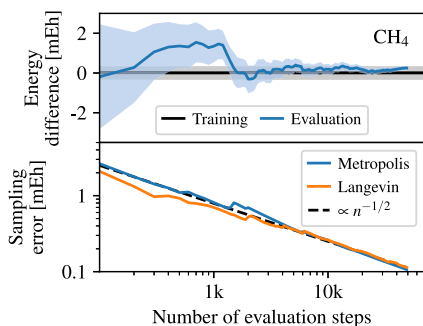 CH4
Energy
difference [mEh]
2
0
-2
Training
Evaluation
Sampling
error [mEh]
1
0.1
Metropolis
Langevin
∝ n^{-1/2}
1k
10k
Number of evaluation steps